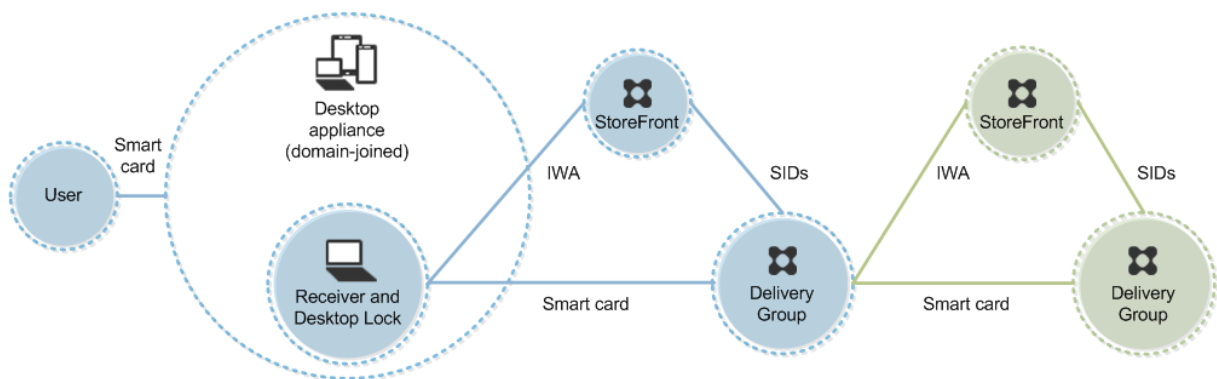 User
Smart
card
Desktop
appliance
(domain-joined)
Receiver and
Desktop Lock
IWA
StoreFront
SIDs
Smart card
Delivery
Group
IWA
StoreFront
SIDs
Smart card
Delivery
Group